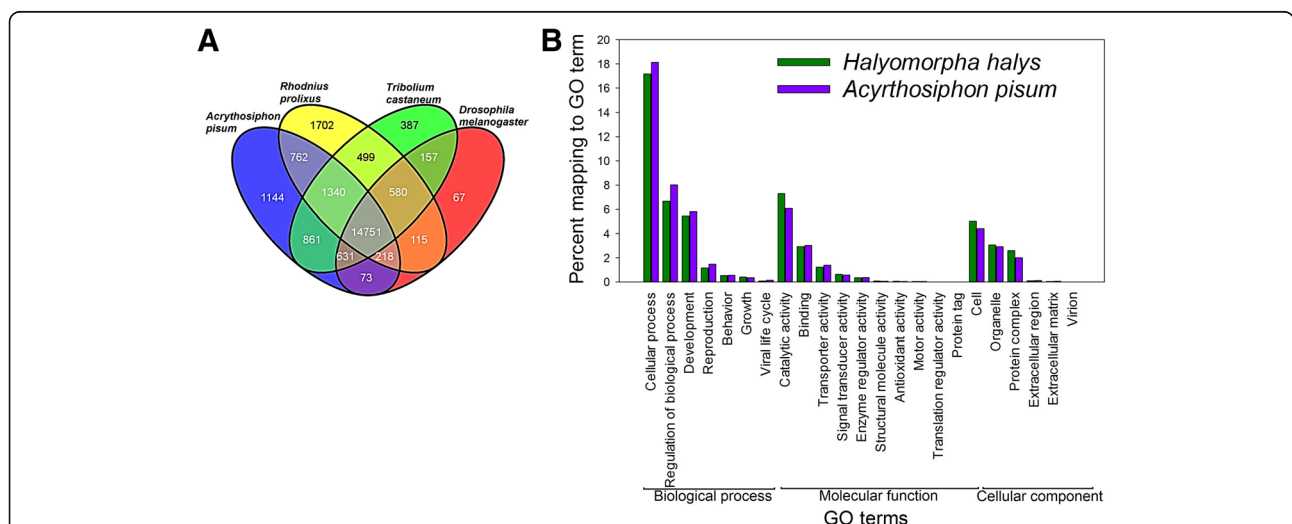 A
Acrythosiphon
pisum
Rhodnius
prolixus
Tribolium
castaneum
Drosophila
melanogaster
1702
387
762
499
157
1144
1340
580
67
14751
861
115
631
218
73
B
Percent mapping to GO term
20
18
16
14
12
10
8
6
4
2
0
Halyomorpha halys
Acyrthosiphon pisum
Cellular process
Regulation of biological process
Development
Reproduction
Behavior
Growth
Viral life cycle
Catalytic activity
Binding
Transporter activity
Signal transducer activity
Enzyme regulator activity
Structural molecule activity
Antioxidant activity
Motor activity
Translation regulator activity
Protein tag
Cell
Organelle
Protein complex
Extracellular region
Extracellular matrix
Virion
Biological process
Molecular function
Cellular component
GO terms